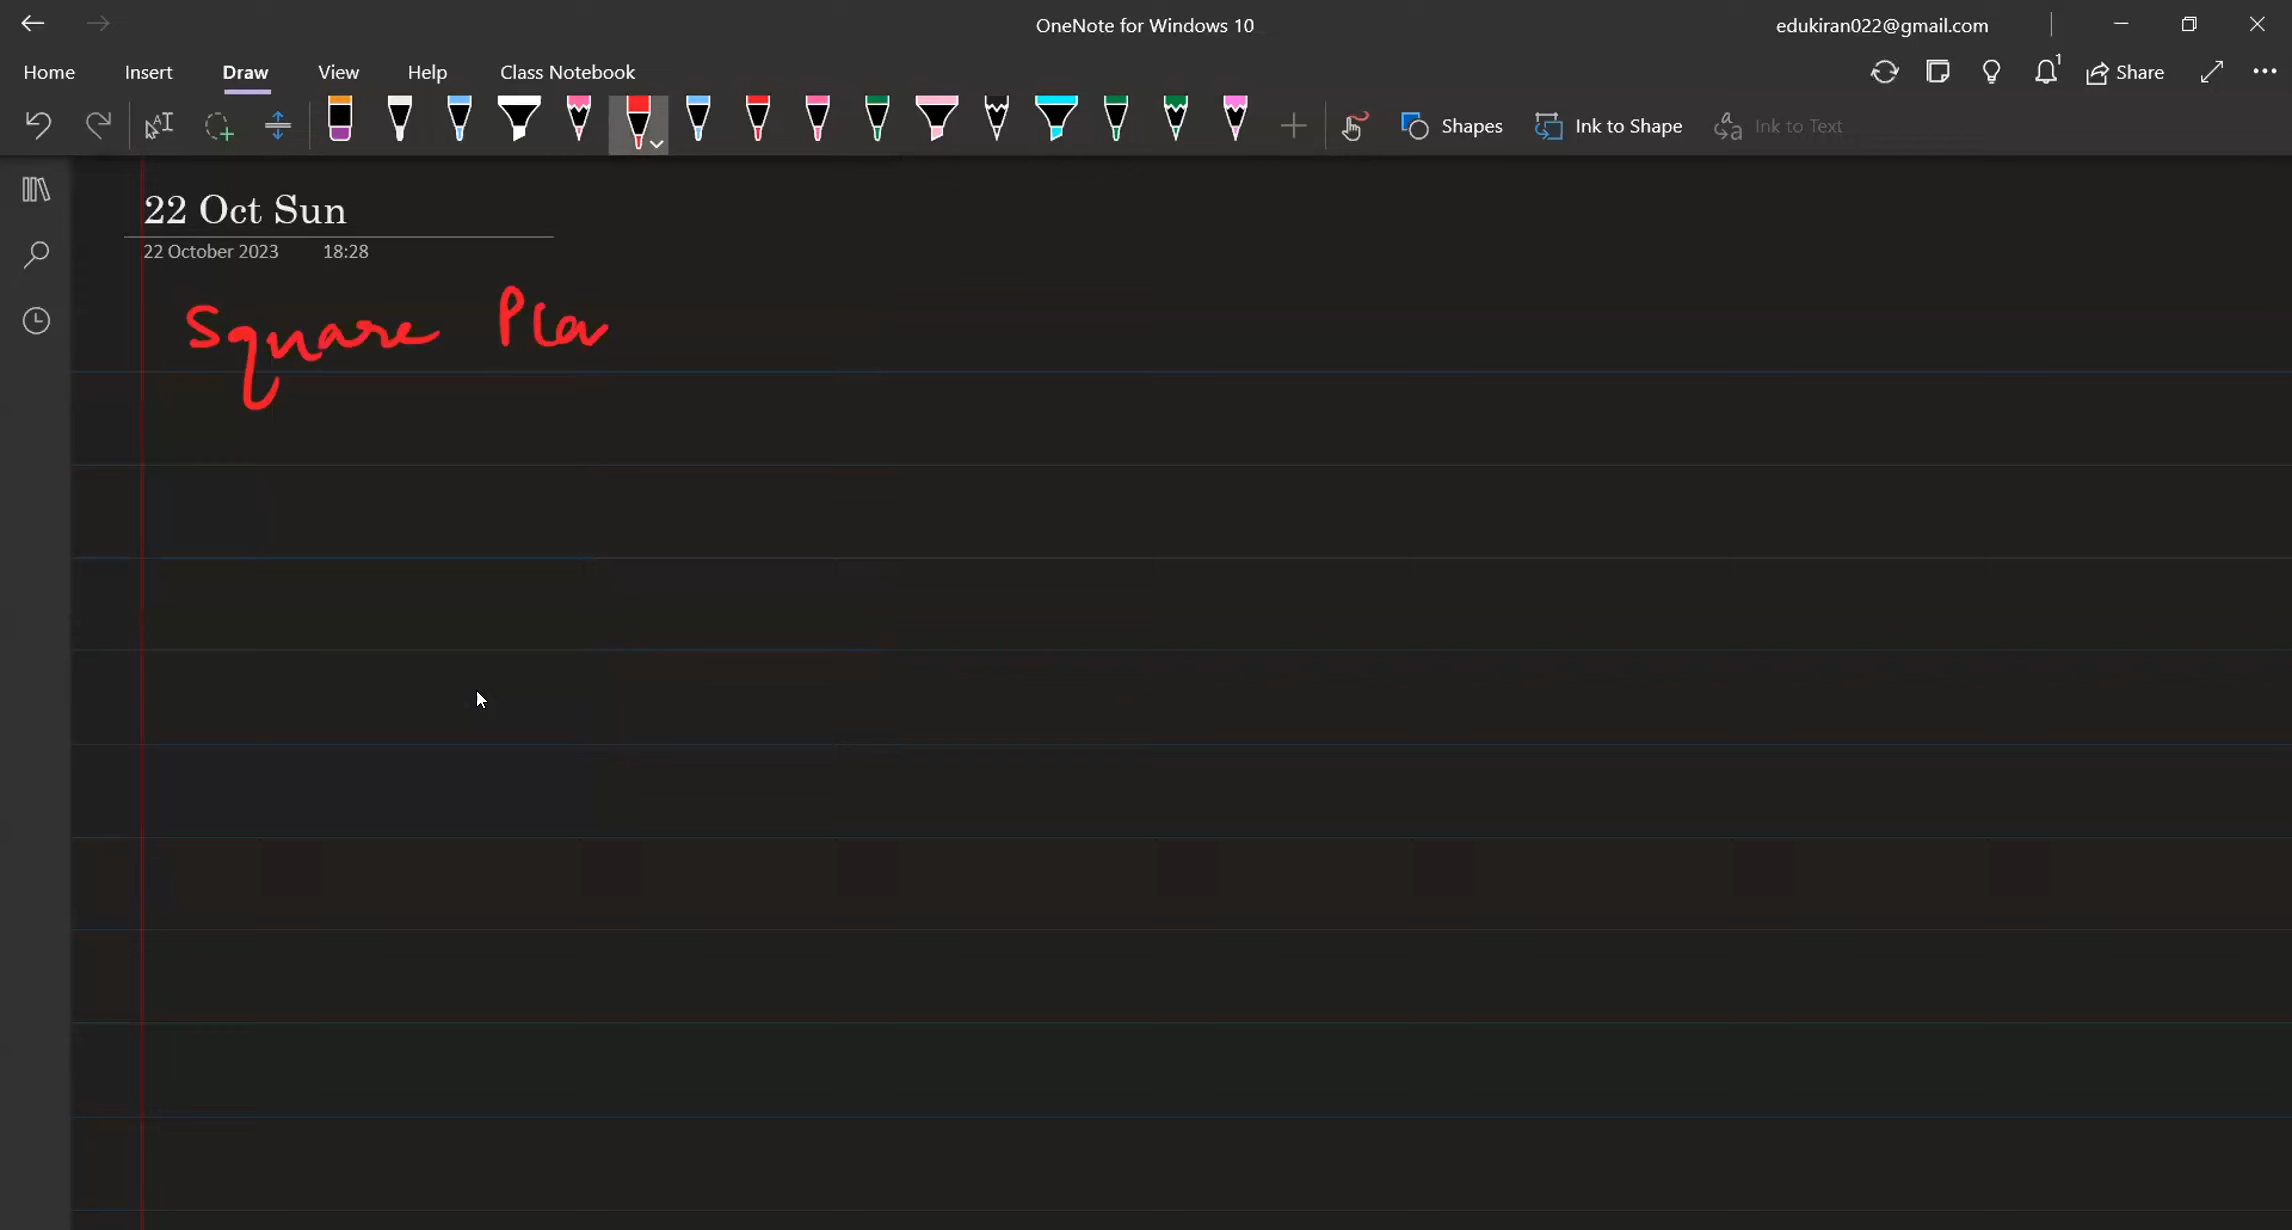 OneNote for Windows 10
edukiran022@gmail.com
Home Insert Draw View Help Class Notebook
1
Share
Shapes Ink to Shape Ink to Text
22 Oct Sun
22 October 2023 18:28
Square Pla